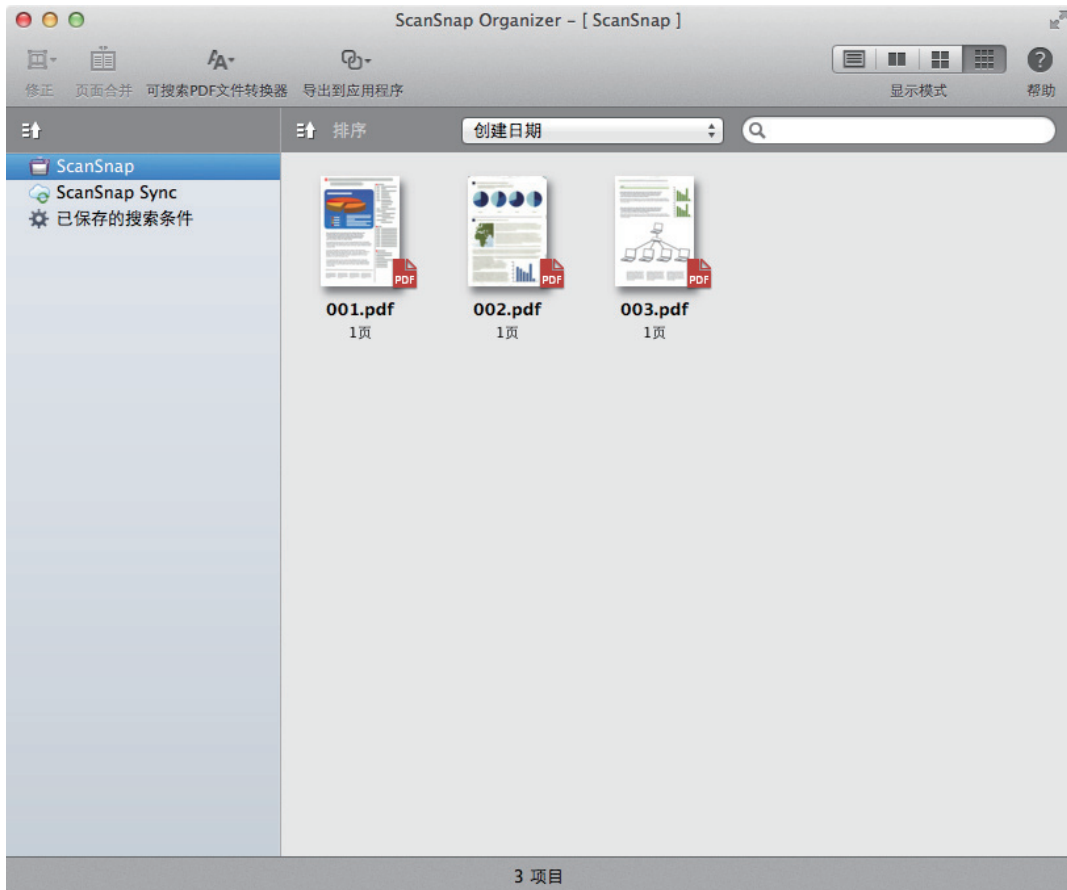 ScanSnap Organizer – [ ScanSnap ]
修正 页面合并 可搜索PDF文件转换器 导出到应用程序 显示模式 帮助
排序 创建日期
ScanSnap
ScanSnap Sync
已保存的搜索条件
PDF PDF PDF
001.pdf 002.pdf 003.pdf
1页 1页 1页
3 项目